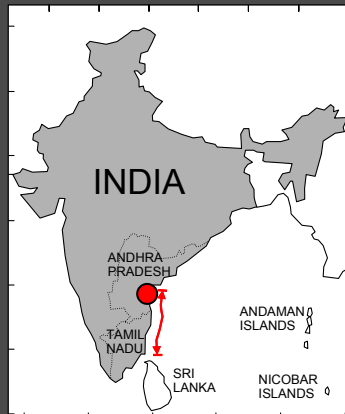 INDIA
ANDHRA
PRADESH
TAMIL
NADU
ANDAMAN
ISLANDS
SRI
LANKA
NICOBAR
ISLANDS